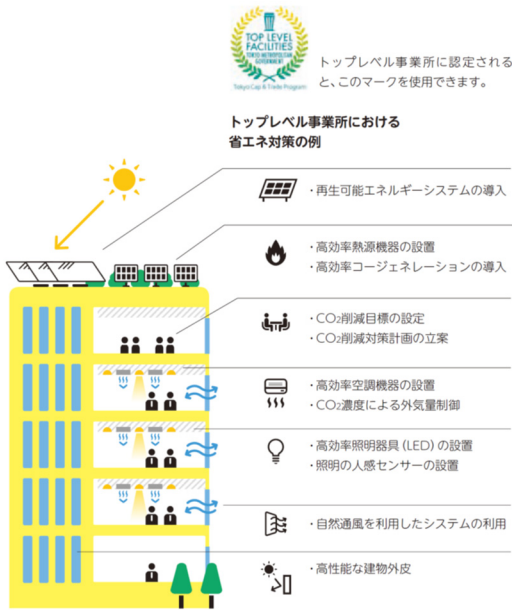 TOP LEVEL
FACILITIES
TOKYO METROPOLITAN
GOVERNMENT
Tokyo Cap & Trade Program
トップレベル事業所に認定される
と、このマークを使用できます。
トップレベル事業所における
省エネ対策の例
・再生可能エネルギーシステムの導入
・高効率熱源機器の設置
・高効率コージェネレーションの導入
・CO₂削減目標の設定
・CO₂削減対策計画の立案
・高効率空調機器の設置
・CO₂濃度による外気量制御
・高効率照明器具（LED）の設置
・照明の人感センサーの設置
・自然通風を利用したシステムの利用
・高性能な建物外皮